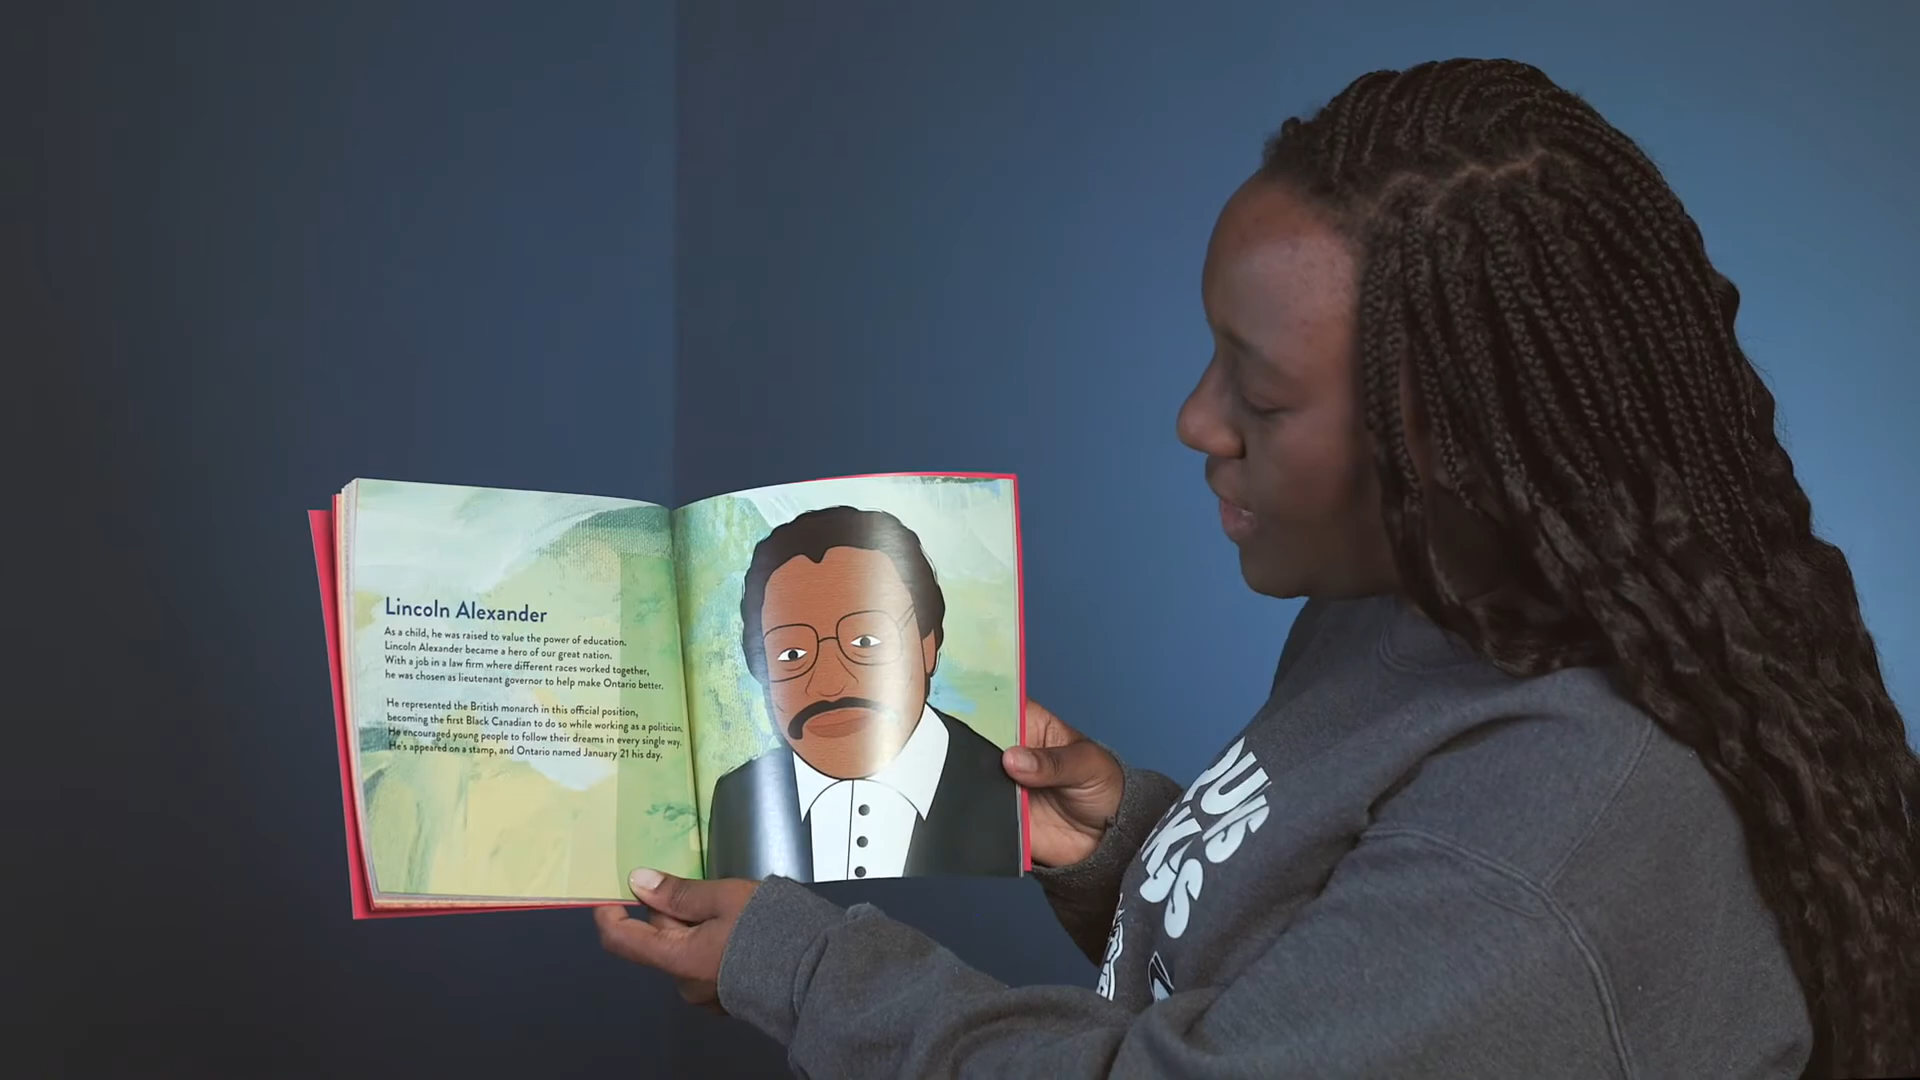 Lincoln Alexander
As a child, he was raised to value the power of education.
Lincoln Alexander became a hero of our great nation.
With a job in a law firm where different races worked together,
he was chosen as lieutenant governor to help make Ontario better.
He represented the British monarch in this official position,
becoming the first Black Canadian to do so while working as a politician.
He encouraged young people to follow their dreams in every single way.
He's appeared on a stamp, and Ontario named January 21 his day.